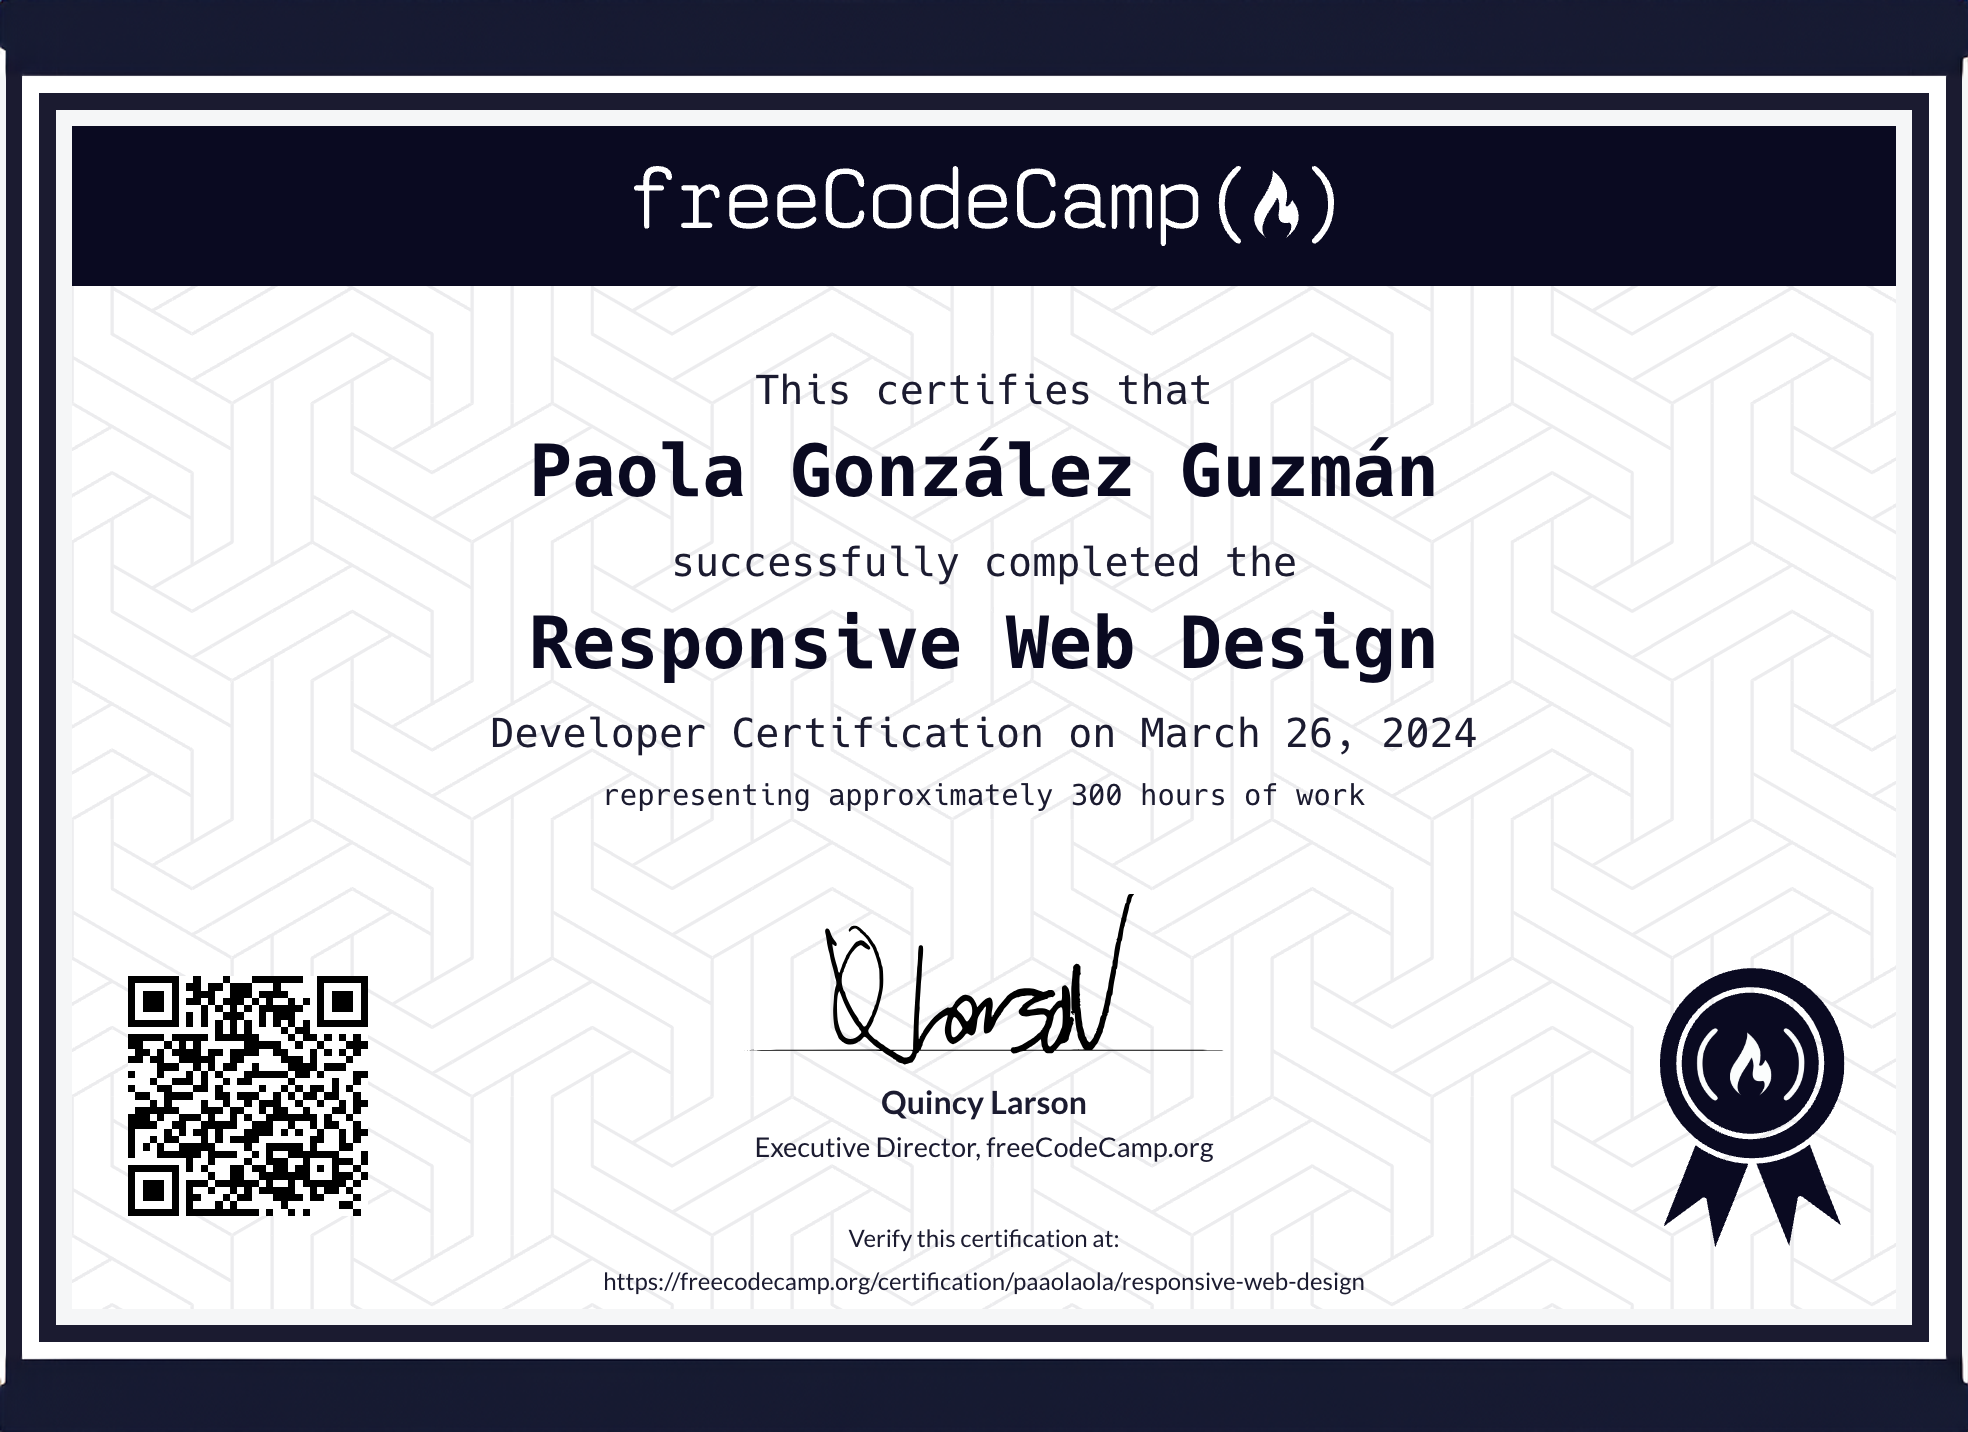 freeCodeCamp
This certifies that
Paola González Guzmán
successfully completed the
Responsive Web Design
Developer Certification on March 26, 2024
representing approximately 300 hours of work
QLarson
Quincy Larson
Executive Director, freeCodeCamp.org
Verify this certification at:
https://freecodecamp.org/certification/paaolaola/responsive-web-design